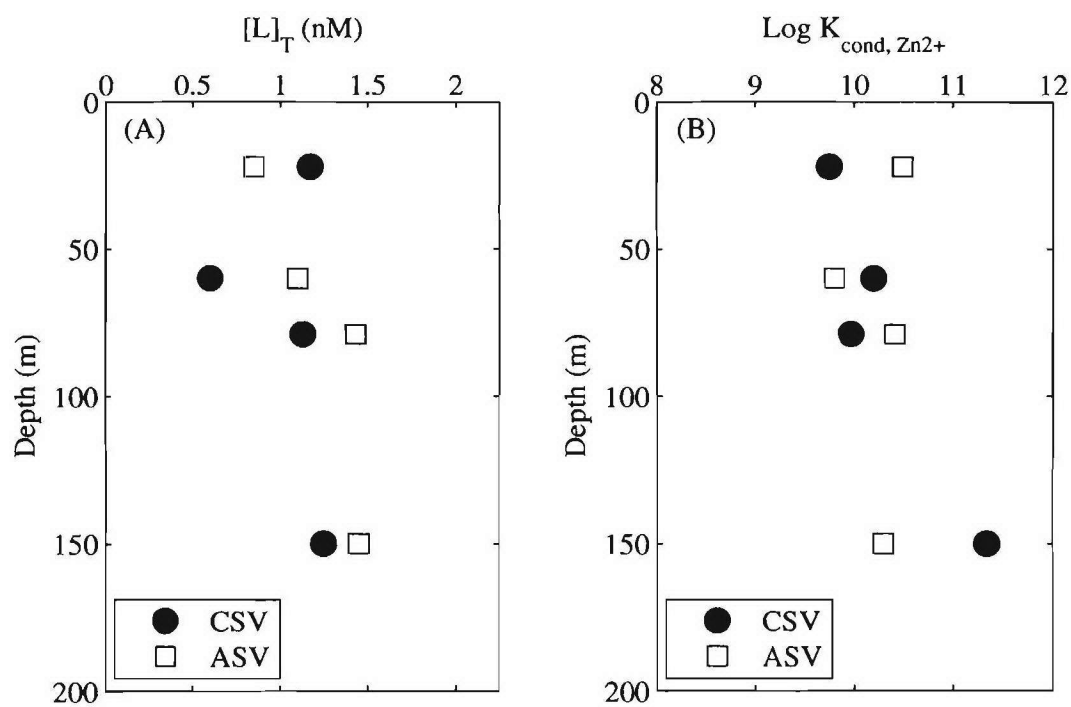 [L]T (nM)
0 0.5 1 1.5 2
0
50
100
150
200
Depth (m)
(A)
CSV
ASV
Log Kcond, Zn2+
8 9 10 11 12
0
50
100
150
200
Depth (m)
(B)
CSV
ASV